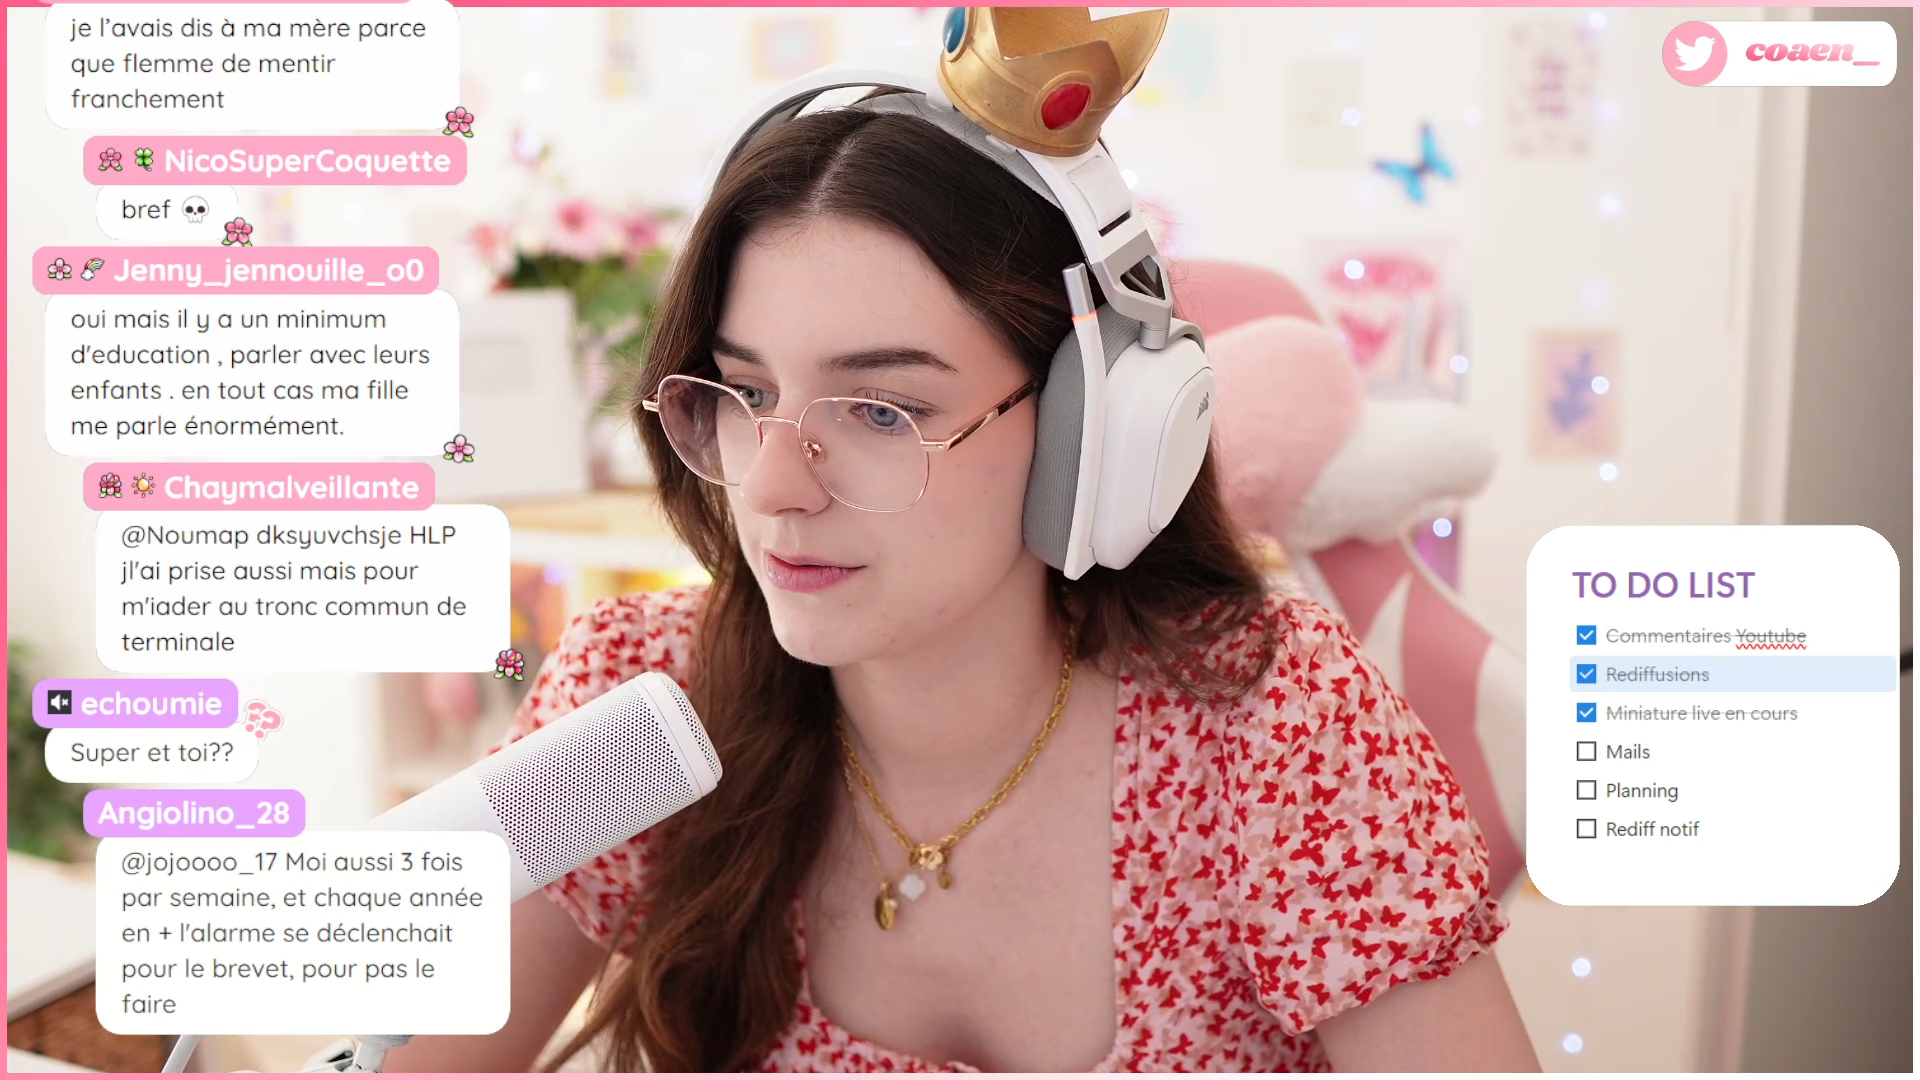 je l'avais dis à ma mère parce
que flemme de mentir
franchement
NicoSuperCoquette
bref
Jenny_jennouille_o0
oui mais il y a un minimum
d'education , parler avec leurs
enfants . en tout cas ma fille
me parle énormément.
Chaymalveillante
@Noumap dksyuvchsje HLP
jl'ai prise aussi mais pour
m'iader au tronc commun de
terminale
echoumie
Super et toi??
Angiolino_28
@jojoooo_17 Moi aussi 3 fois
par semaine, et chaque année
en + l'alarme se déclenchait
pour le brevet, pour pas le
faire
coaen_
TO DO LIST
Commentaires Youtube
Rediffusions
Miniature live en cours
Mails
Planning
Rediff notif